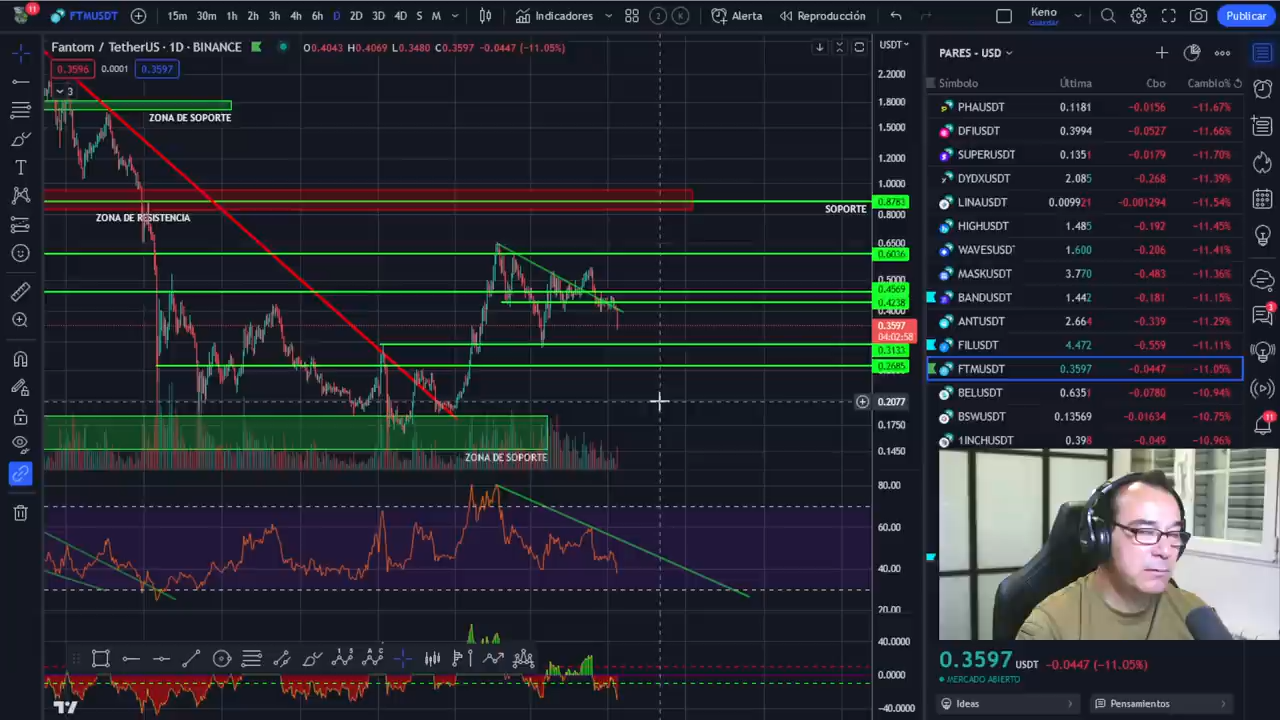 11
FTMUSDT
15m 30m 1h 2h 3h 4h 6h D 2D 3D 4D S M
Indicadores
2 K
Alerta
Reproducción
Keno
Guardar
Publicar
Fantom / TetherUS · 1D · BINANCE
O0.4043 H0.4069 L0.3480 C0.3597 −0.0447 (−11.05%)
0.3596 0.0001 0.3597
3
ZONA DE SOPORTE
ZONA DE RESISTENCIA
SOPORTE
ZONA DE SOPORTE
USDT
2.2000
1.8000
1.5000
1.2000
1.0000
0.8783
0.8000
0.6500
0.6036
0.5000
0.4569
0.4238
0.4000
0.3597
04:02:58
0.3133
0.2685
0.2077
0.1750
0.1450
80.00
60.00
40.00
20.00
40.0000
0.0000
−40.0000
PARES - USD
Símbolo Última Cbo Cambio%
PHAUSDT 0.1181 −0.0156 −11.67%
DFIUSDT 0.3994 −0.0527 −11.66%
SUPERUSDT 0.1351 −0.0179 −11.70%
DYDXUSDT 2.085 −0.268 −11.39%
LINAUSDT 0.009921 −0.001294 −11.54%
HIGHUSDT 1.485 −0.192 −11.45%
WAVESUSDT 1.600 −0.206 −11.41%
MASKUSDT 3.770 −0.483 −11.36%
BANDUSDT 1.442 −0.181 −11.15%
ANTUSDT 2.664 −0.339 −11.29%
FILUSDT 4.472 −0.559 −11.11%
FTMUSDT 0.3597 −0.0447 −11.05%
BELUSDT 0.6351 −0.0780 −10.94%
BSWUSDT 0.13569 −0.01634 −10.75%
1INCHUSDT 0.398 −0.049 −10.96%
3
11
0.3597 USDT −0.0447 (−11.05%)
MERCADO ABIERTO
Ideas
Pensamientos